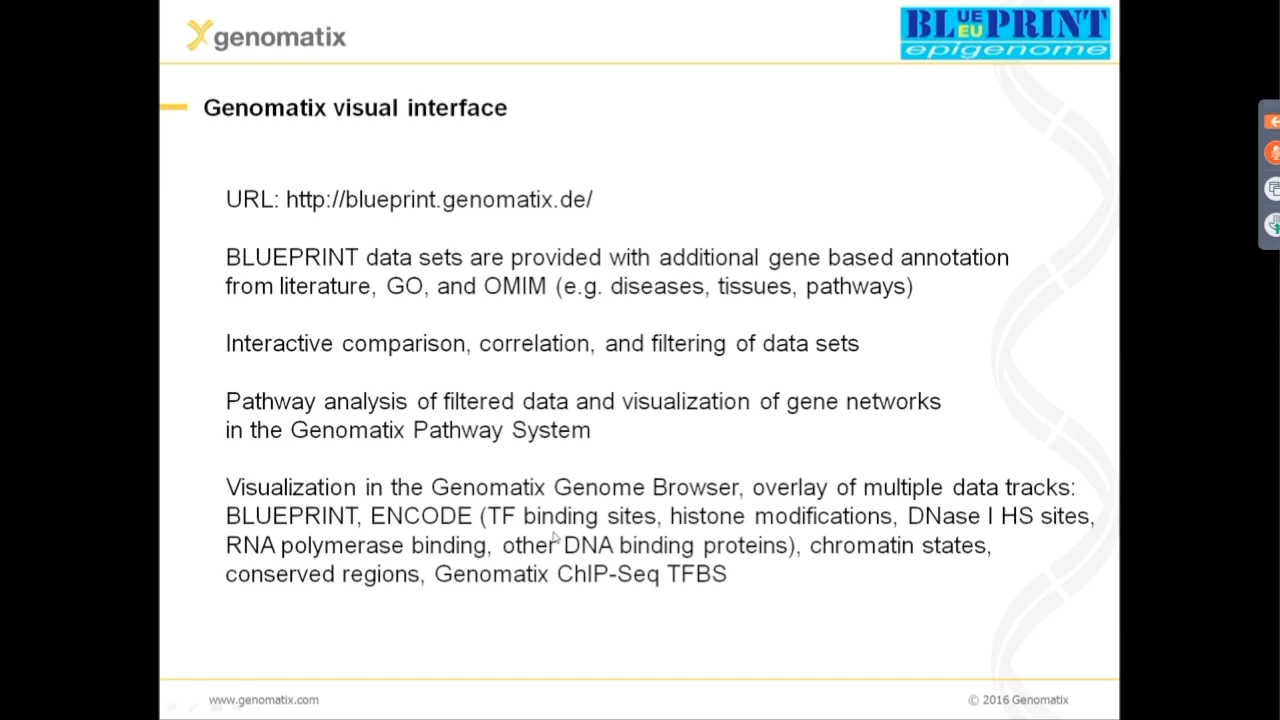 genomatix
BLUEPRINT
UE
EU
epigenome
Genomatix visual interface
URL: http://blueprint.genomatix.de/
BLUEPRINT data sets are provided with additional gene based annotation
from literature, GO, and OMIM (e.g. diseases, tissues, pathways)
Interactive comparison, correlation, and filtering of data sets
Pathway analysis of filtered data and visualization of gene networks
in the Genomatix Pathway System
Visualization in the Genomatix Genome Browser, overlay of multiple data tracks:
BLUEPRINT, ENCODE (TF binding sites, histone modifications, DNase I HS sites,
RNA polymerase binding, other DNA binding proteins), chromatin states,
conserved regions, Genomatix ChIP-Seq TFBS
www.genomatix.com
© 2016 Genomatix